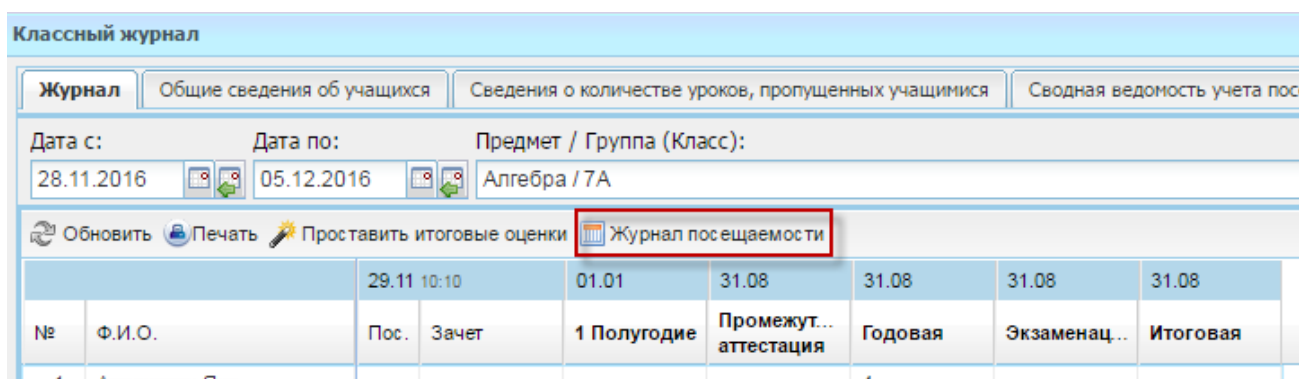 Классный журнал
Журнал Общие сведения об учащихся Сведения о количестве уроков, пропущенных учащимися Сводная ведомость учета
Дата с: Дата по: Предмет / Группа (Класс):
28.11.2016 05.12.2016 Алгебра / 7А
Обновить Печать Проставить итоговые оценки Журнал посещаемости
29.11 10:10 01.01 31.08 31.08 31.08 31.08
№ Ф.И.О. Пос. Зачет 1 Полугодие Промежут... Годовая Экзаменац... Итоговая
аттестация